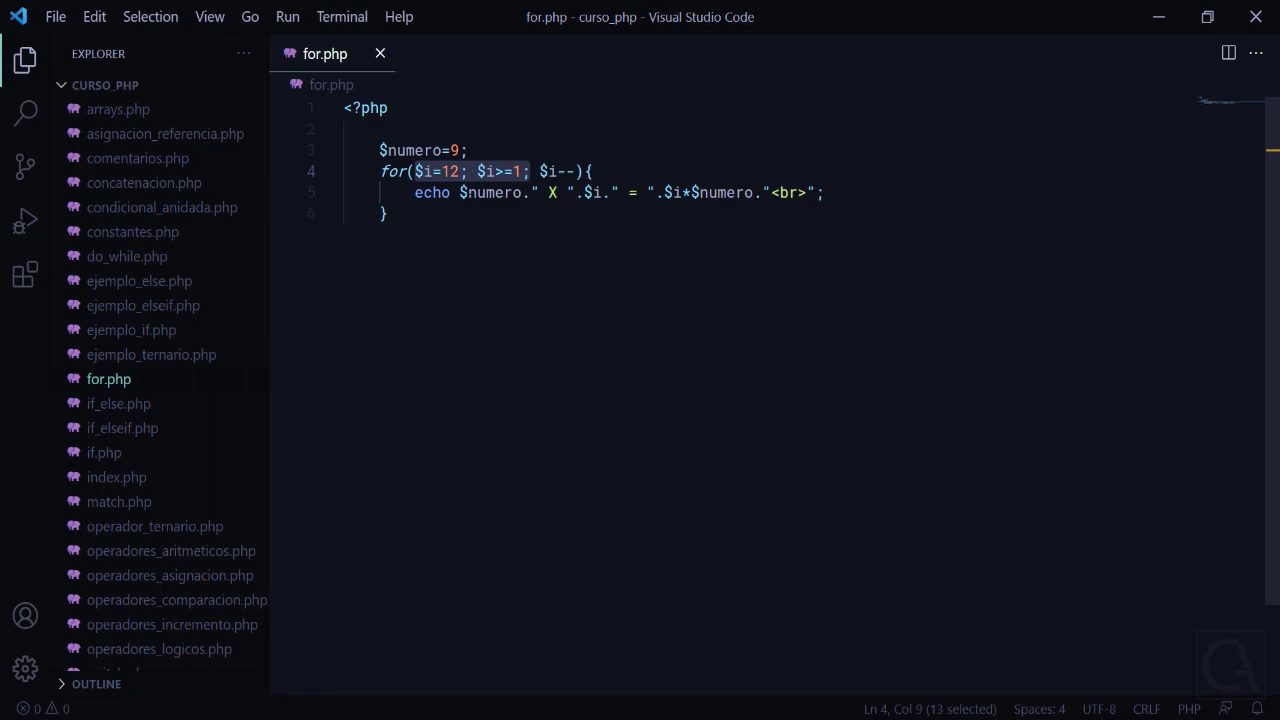 File Edit Selection View Go Run Terminal Help
for.php - curso_php - Visual Studio Code
EXPLORER
CURSO_PHP
arrays.php
asignacion_referencia.php
comentarios.php
concatenacion.php
condicional_anidada.php
constantes.php
do_while.php
ejemplo_else.php
ejemplo_elseif.php
ejemplo_if.php
ejemplo_ternario.php
for.php
if_else.php
if_elseif.php
if.php
index.php
match.php
operador_ternario.php
operadores_aritmeticos.php
operadores_asignacion.php
operadores_comparacion.php
operadores_incremento.php
operadores_logicos.php
OUTLINE
for.php
for.php
1 <?php
2
3 $numero=9;
4 for($i=12; $i>=1; $i--){
5 echo $numero." X ".$i." = ".$i*$numero."<br>";
6 }
CA
0 0
Ln 4, Col 9 (13 selected) Spaces: 4 UTF-8 CRLF PHP